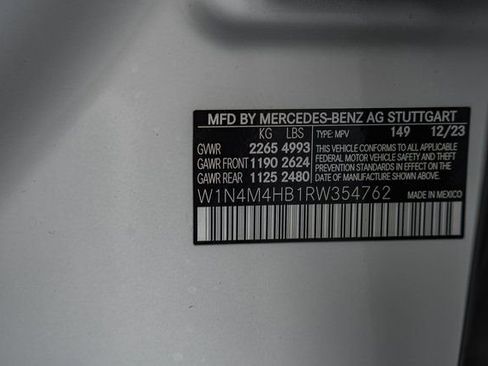 MFD BY MERCEDES-BENZ AG STUTTGART
KG LBS TYPE: MPV 149 12/23
GVWR 2265 4993 THIS VEHICLE CONFORMS TO ALL APPLICABLE
GAWR FRONT 1190 2624 FEDERAL MOTOR VEHICLE SAFETY AND THEFT
GAWR REAR 1125 2480 PREVENTION STANDARDS IN EFFECT ON THE
DATE OF MANUFACTURE SHOWN ABOVE.
W1N4M4HB1RW354762 MADE IN MEXICO